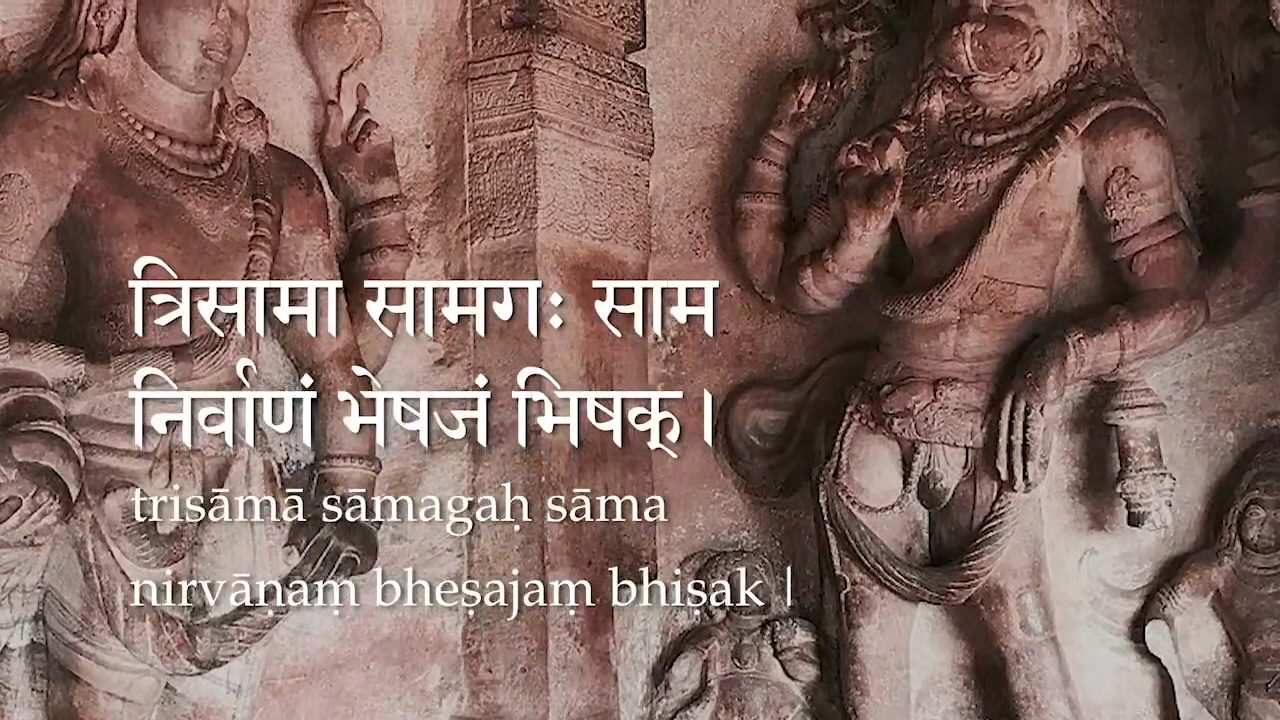 त्रिसामा सामगः साम
निर्वाणं भेषजं भिषक्।
trisāmā sāmagaḥ sāma
nirvāṇaṃ bheṣajaṃ bhiṣak |